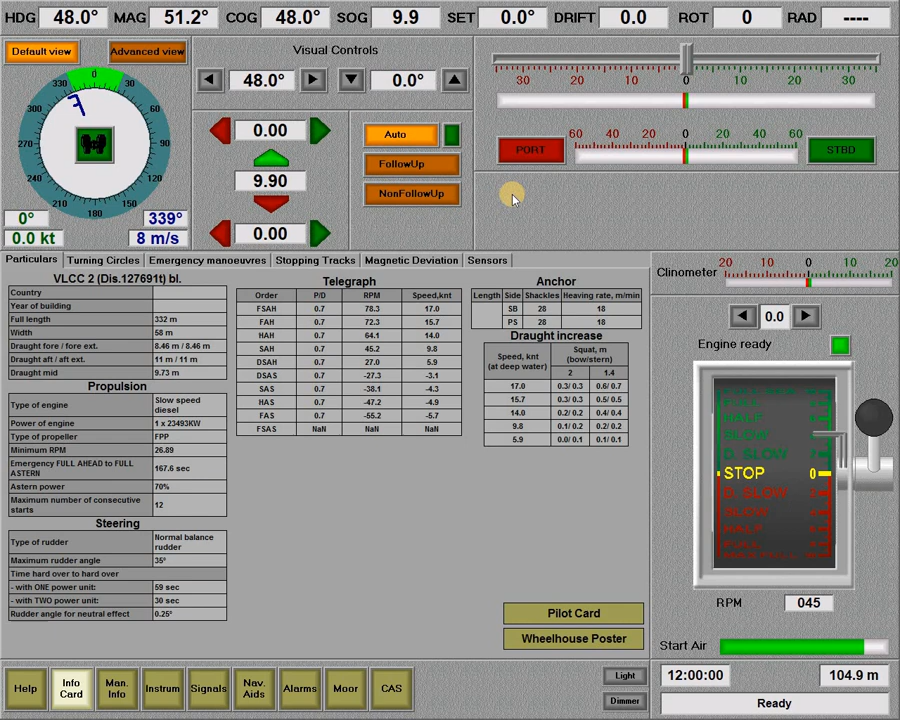 HDG 48.0° MAG 51.2° COG 48.0° SOG 9.9 SET 0.0° DRIFT 0.0 ROT 0 RAD ----
Default view Advanced view
Visual Controls
48.0° 0.0°
0 30 60 90 120 150 180 210 240 270 300 330
0° 339°
0.0 kt 8 m/s
0.00
9.90
0.00
Auto
FollowUp
NonFollowUp
30 20 10 0 10 20 30
PORT 60 40 20 0 20 40 60 STBD
Particulars Turning Circles Emergency manoeuvres Stopping Tracks Magnetic Deviation Sensors
VLCC 2 (Dis.127691t) bl.
Country
Year of building
Full length 332 m
Width 58 m
Draught fore / fore ext. 8.46 m / 8.46 m
Draught aft / aft ext. 11 m / 11 m
Draught mid 9.73 m
Propulsion
Type of engine Slow speed diesel
Power of engine 1 x 23493KW
Type of propeller FPP
Minimum RPM 26.89
Emergency FULL AHEAD to FULL ASTERN 167.6 sec
Astern power 70%
Maximum number of consecutive starts 12
Steering
Type of rudder Normal balance rudder
Maximum rudder angle 35°
Time hard over to hard over
- with ONE power unit: 59 sec
- with TWO power unit: 30 sec
Rudder angle for neutral effect 0.25°
Telegraph
Order P/D RPM Speed,knt
FSAH 0.7 78.3 17.0
FAH 0.7 72.3 15.7
HAH 0.7 64.1 14.0
SAH 0.7 45.2 9.8
DSAH 0.7 27.0 5.9
DSAS 0.7 -27.3 -3.1
SAS 0.7 -38.1 -4.3
HAS 0.7 -47.2 -4.9
FAS 0.7 -55.2 -5.7
FSAS NaN NaN NaN
Anchor
Length Side Shackles Heaving rate, m/min
SB 28 18
PS 28 18
Draught increase
Speed, knt (at deep water) Squat, m (bow/stern)
2 1.4
17.0 0.3/ 0.3 0.6/ 0.7
15.7 0.3/ 0.3 0.5/ 0.5
14.0 0.2/ 0.2 0.4/ 0.4
9.8 0.1/ 0.2 0.2/ 0.2
5.9 0.0/ 0.1 0.1/ 0.1
Pilot Card
Wheelhouse Poster
Clinometer 20 10 0 10 20
0.0
Engine ready
FULL
HALF
SLOW
D. SLOW
STOP 0
D. SLOW
SLOW
HALF
FULL
RPM 045
Start Air
Help Info Card Man. Info Instrum Signals Nav. Aids Alarms Moor CAS
Light
Dimmer
12:00:00 104.9 m
Ready